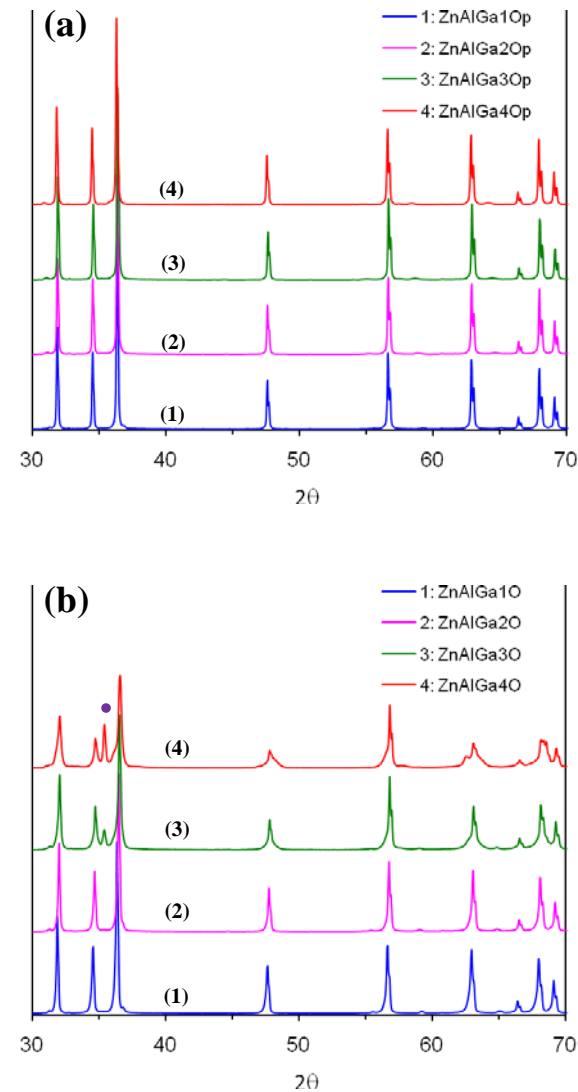 (a)
1: ZnAlGa1Op
2: ZnAlGa2Op
3: ZnAlGa3Op
4: ZnAlGa4Op
(4)
(3)
(2)
(1)
30 40 50 60 70
2θ
(b)
1: ZnAlGa1O
2: ZnAlGa2O
3: ZnAlGa3O
4: ZnAlGa4O
(4)
(3)
(2)
(1)
30 40 50 60 70
2θ